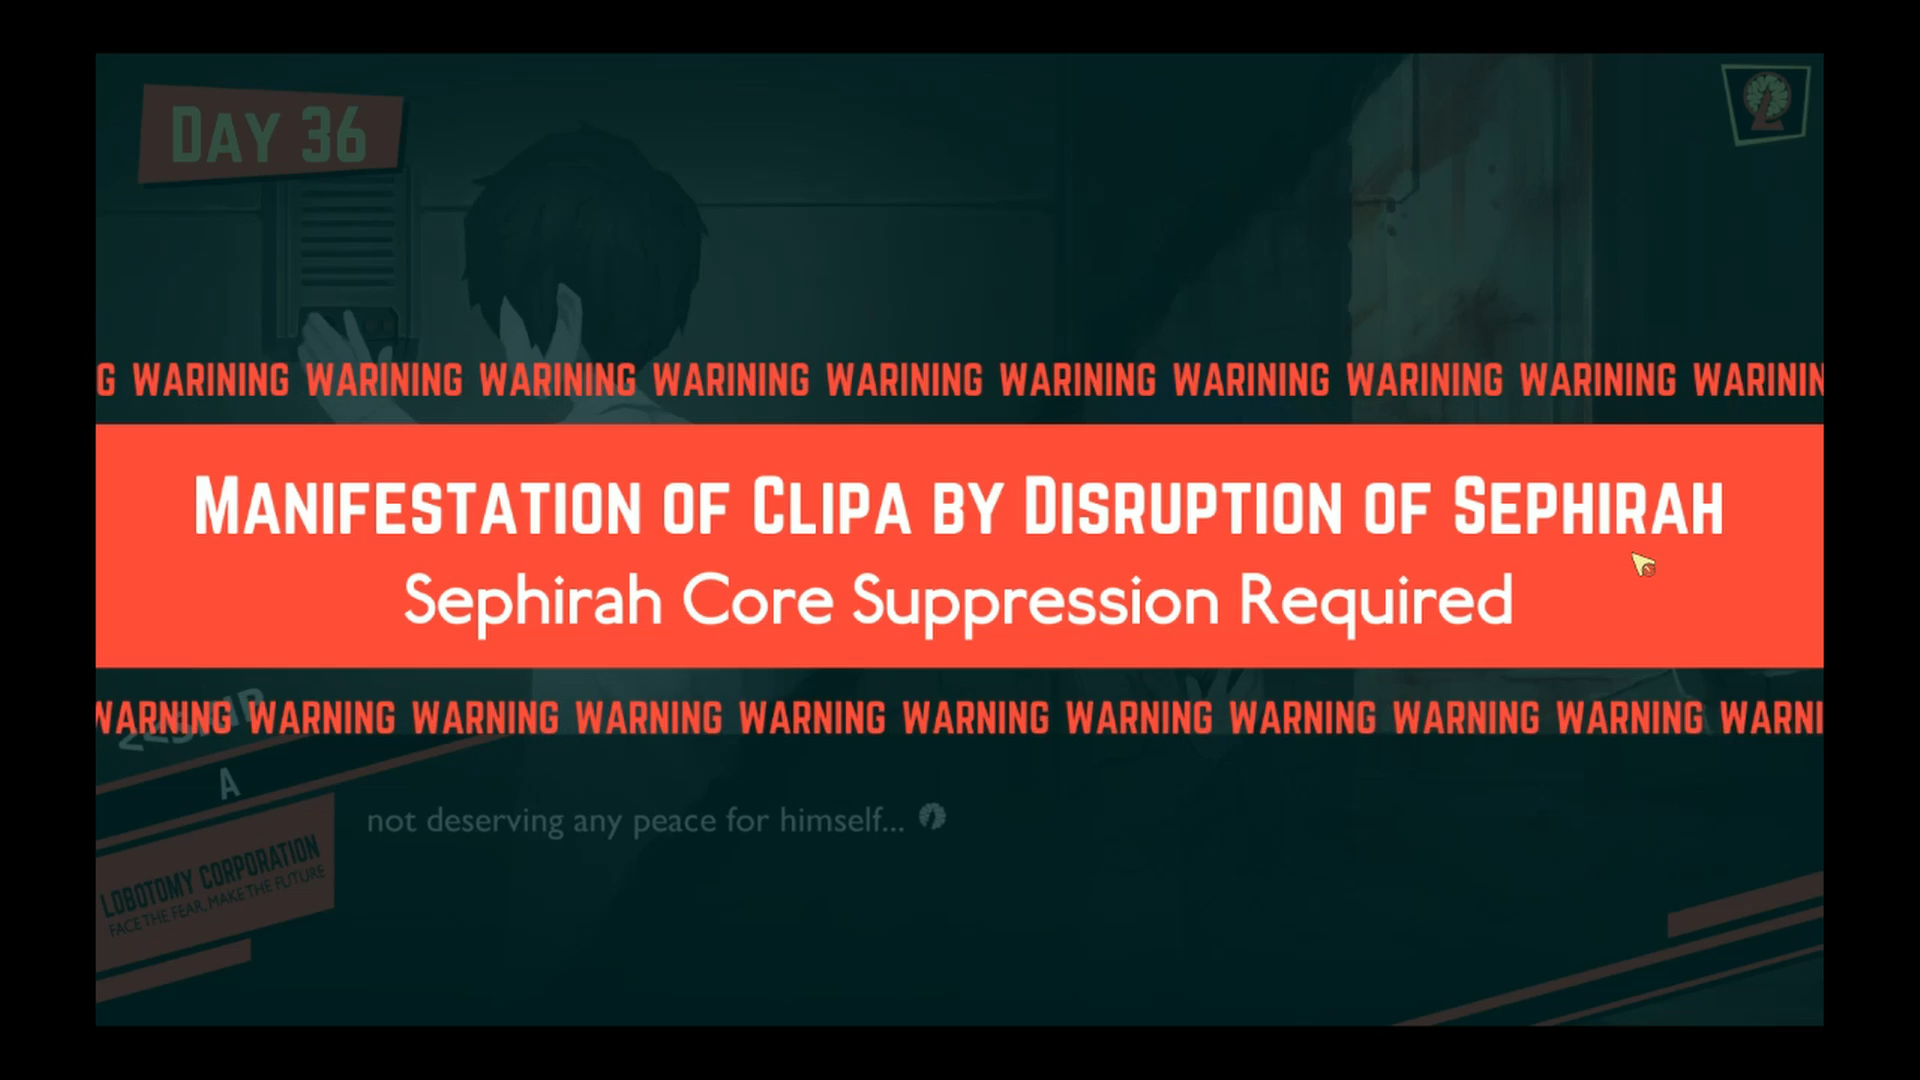 DAY 36
G WARINING WARINING WARINING WARINING WARINING WARINING WARINING WARINING WARINING WARININ
MANIFESTATION OF CLIPA BY DISRUPTION OF SEPHIRAH
Sephirah Core Suppression Required
WARNING WARNING WARNING WARNING WARNING WARNING WARNING WARNING WARNING WARNING WARNI
<<SKIP
A
not deserving any peace for himself...
LOBOTOMY CORPORATION
FACE THE FEAR, MAKE THE FUTURE